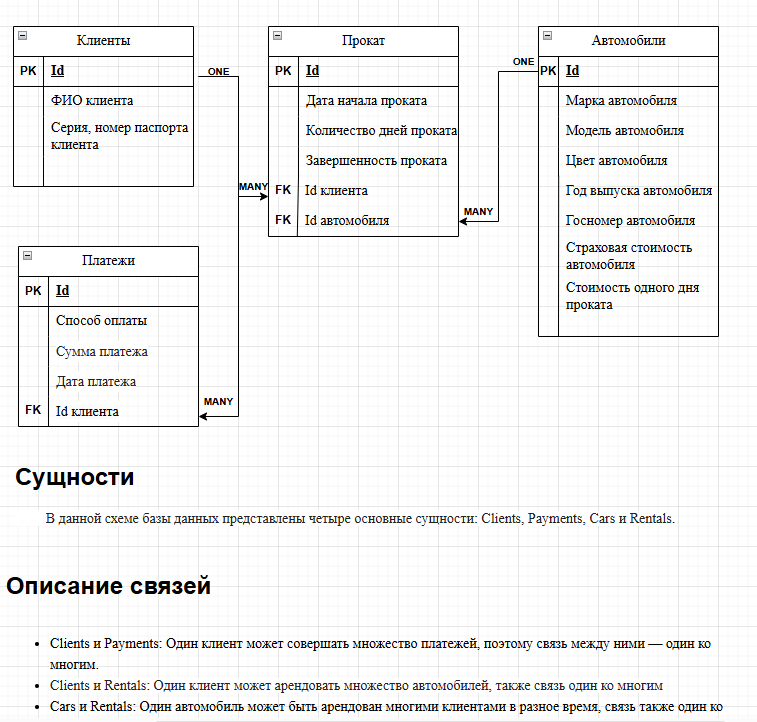 Клиенты
PK Id
ФИО клиента
Серия, номер паспорта
клиента
ONE
MANY
Прокат
PK Id
Дата начала проката
Количество дней проката
Завершенность проката
FK Id клиента
FK Id автомобиля
ONE
MANY
Автомобили
PK Id
Марка автомобиля
Модель автомобиля
Цвет автомобиля
Год выпуска автомобиля
Госномер автомобиля
Страховая стоимость
автомобиля
Стоимость одного дня
проката
Платежи
PK Id
Способ оплаты
Сумма платежа
Дата платежа
FK Id клиента
MANY
Сущности
В данной схеме базы данных представлены четыре основные сущности: Clients, Payments, Cars и Rentals.
Описание связей
• Clients и Payments: Один клиент может совершать множество платежей, поэтому связь между ними — один ко
многим.
• Clients и Rentals: Один клиент может арендовать множество автомобилей, также связь один ко многим
• Cars и Rentals: Один автомобиль может быть арендован многими клиентами в разное время, связь также один ко